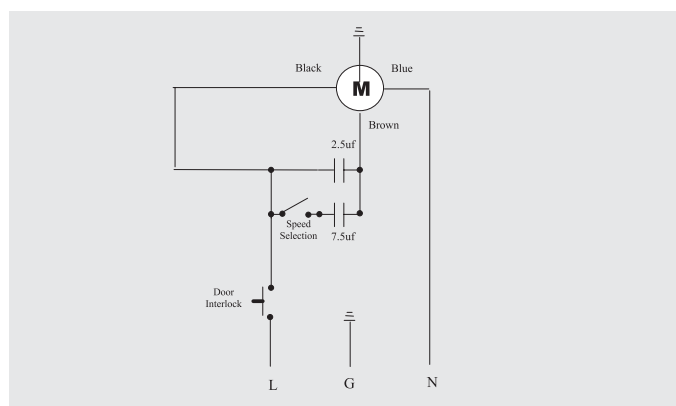 Black
Blue
M
Brown
2.5uf
Speed
Selection
7.5uf
Door
Interlock
L
G
N